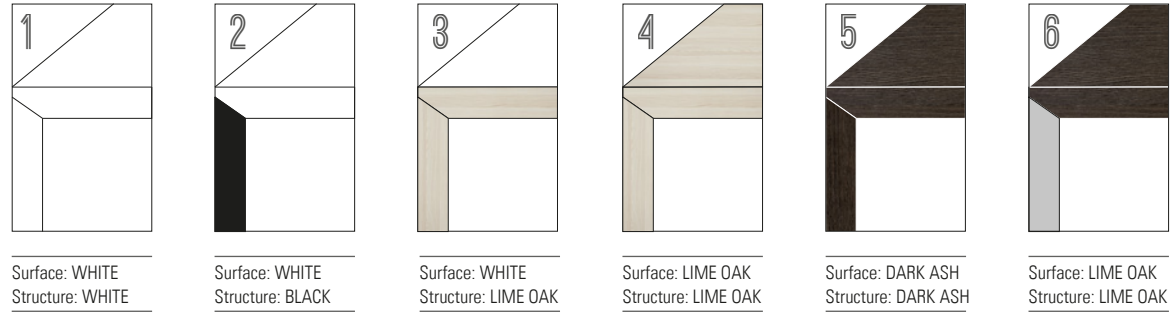 1
2
3
4
5
6
Surface: WHITE
Structure: WHITE
Surface: WHITE
Structure: BLACK
Surface: WHITE
Structure: LIME OAK
Surface: LIME OAK
Structure: LIME OAK
Surface: DARK ASH
Structure: DARK ASH
Surface: LIME OAK
Structure: LIME OAK